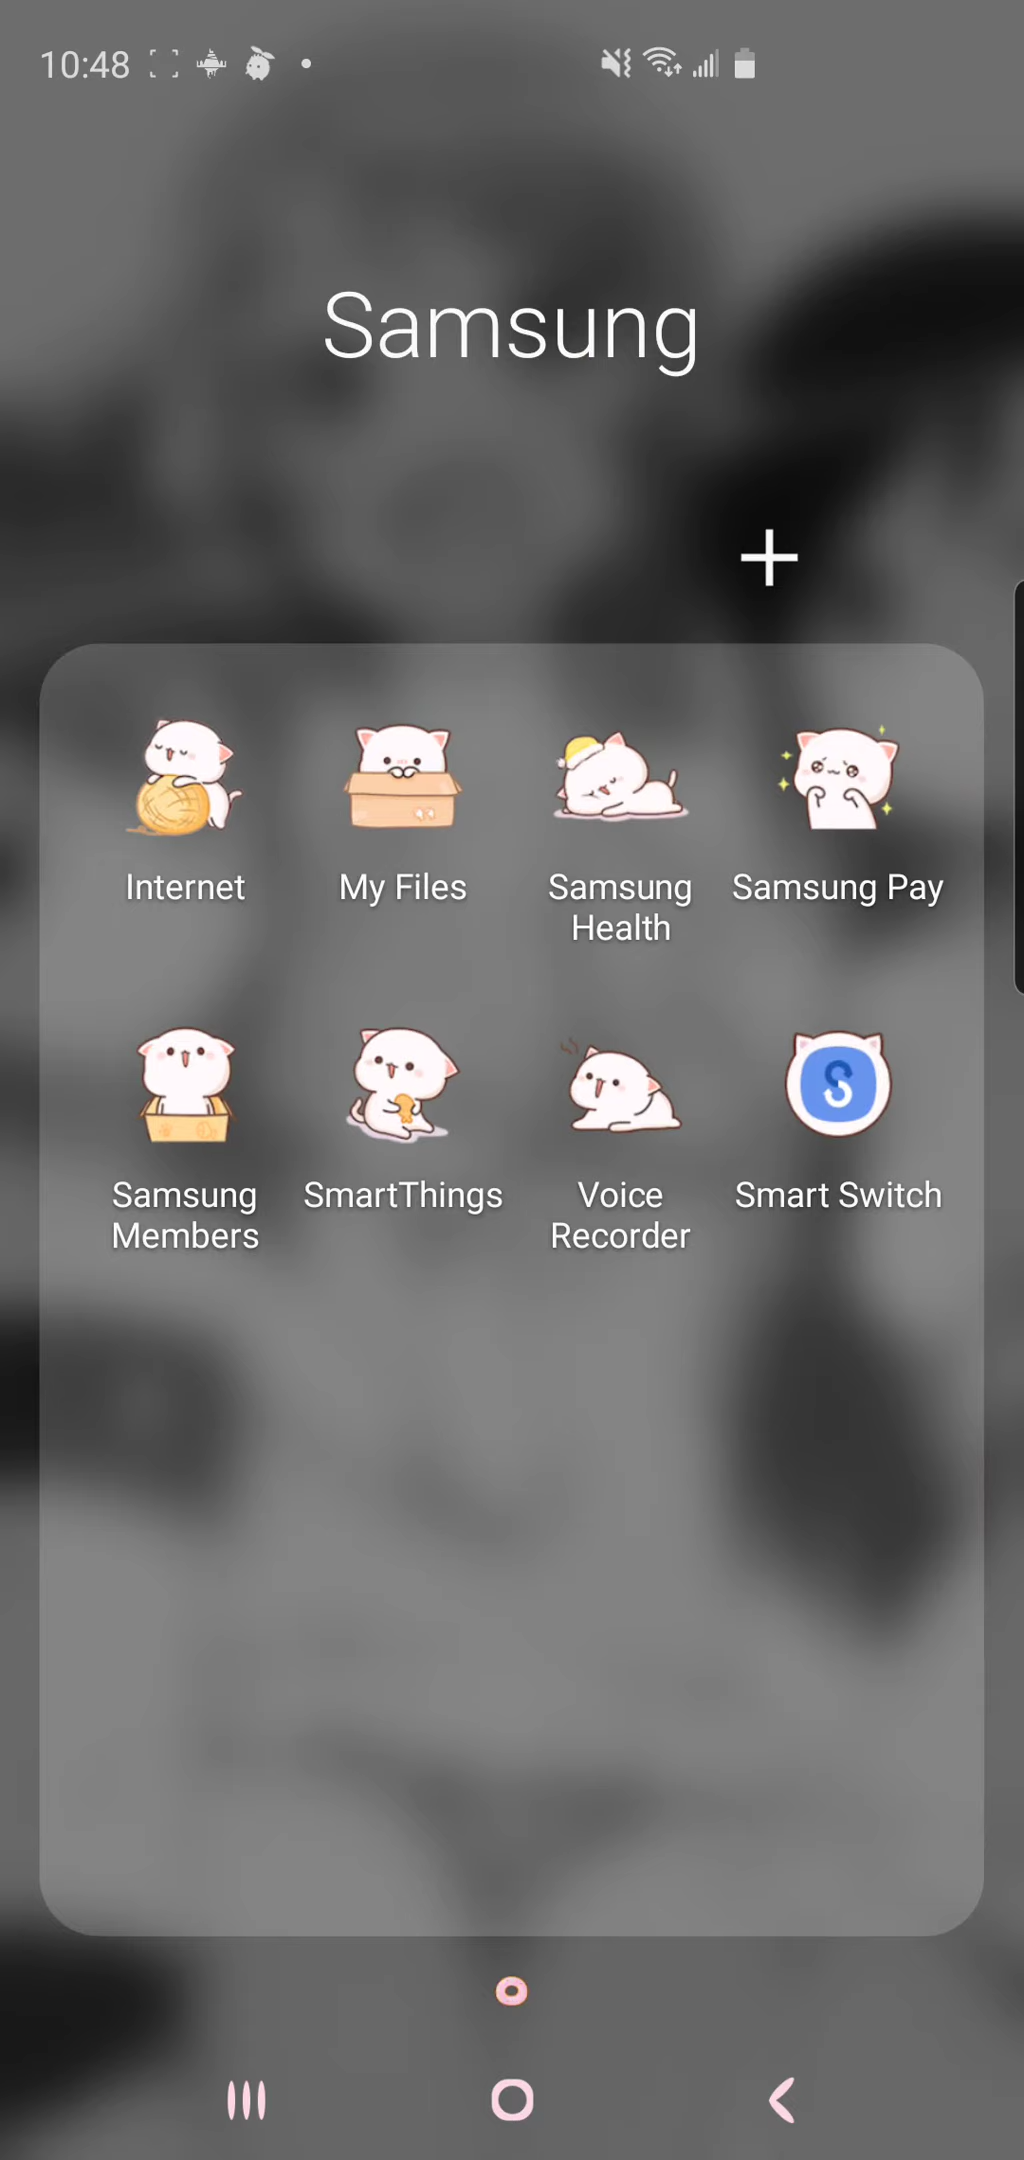 10:48
Samsung
Internet
My Files
Samsung
Health
Samsung Pay
Samsung
Members
SmartThings
Voice
Recorder
Smart Switch